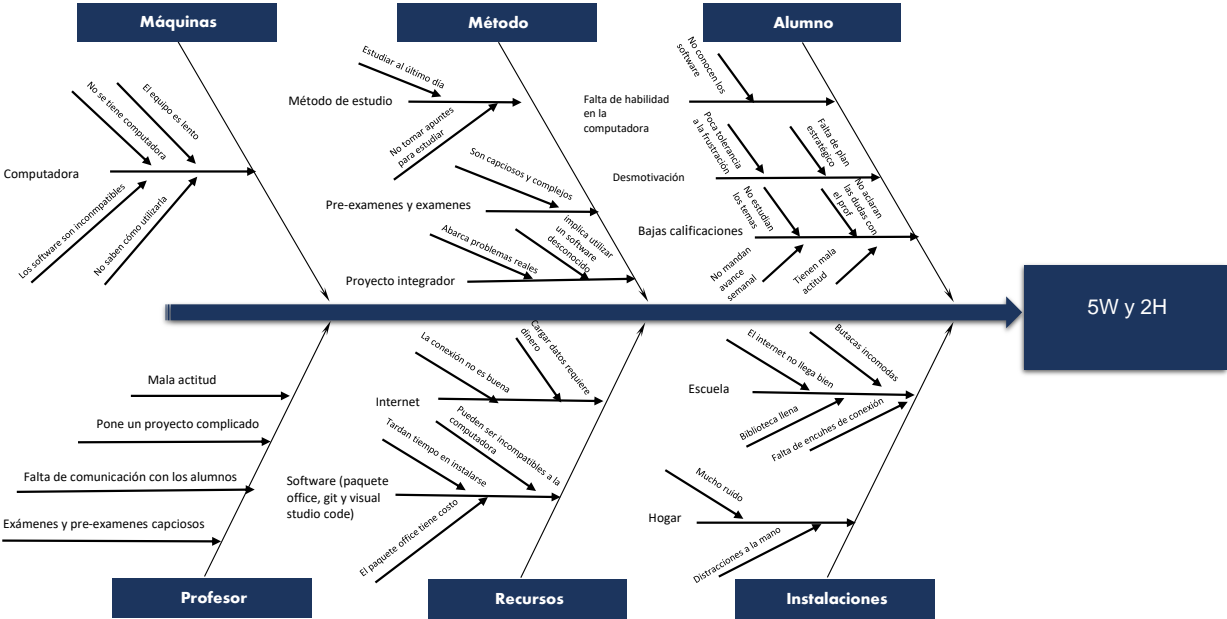 Máquinas
Método
Alumno
El equipo es lento
No se tiene computadora
Computadora
Los software son inconmpatibles
No saben cómo utilizarla
Estudiar al último día
Método de estudio
No tomar apuntes
para estudiar
Son capciosos y complejos
Pre-examenes y examenes
implica utilizar
un software
desconocido
Abarca problemas reales
Proyecto integrador
No conocen los
software
Falta de habilidad
en la
computadora
Poca tolerancia
a la frustración
Falta de plan
estratégico
Desmotivación
No estudian
los temas
No aclaran
las dudas con
el prof
Bajas calificaciones
No mandan
avance
semanal
Tienen mala
actitud
5W y 2H
Mala actitud
Pone un proyecto complicado
Falta de comunicación con los alumnos
Exámenes y pre-examenes capciosos
Cargar datos requiere
dinero
La conexión no es buena
Internet
Pueden ser incompatibles a la
computadora
Tardan tiempo en instalarse
Software (paquete
office, git y visual
studio code)
El paquete office tiene costo
Butacas incomodas
El internet no llega bien
Escuela
Biblioteca llena
Falta de encuhes de conexión
Mucho ruido
Hogar
Distracciones a la mano
Profesor
Recursos
Instalaciones